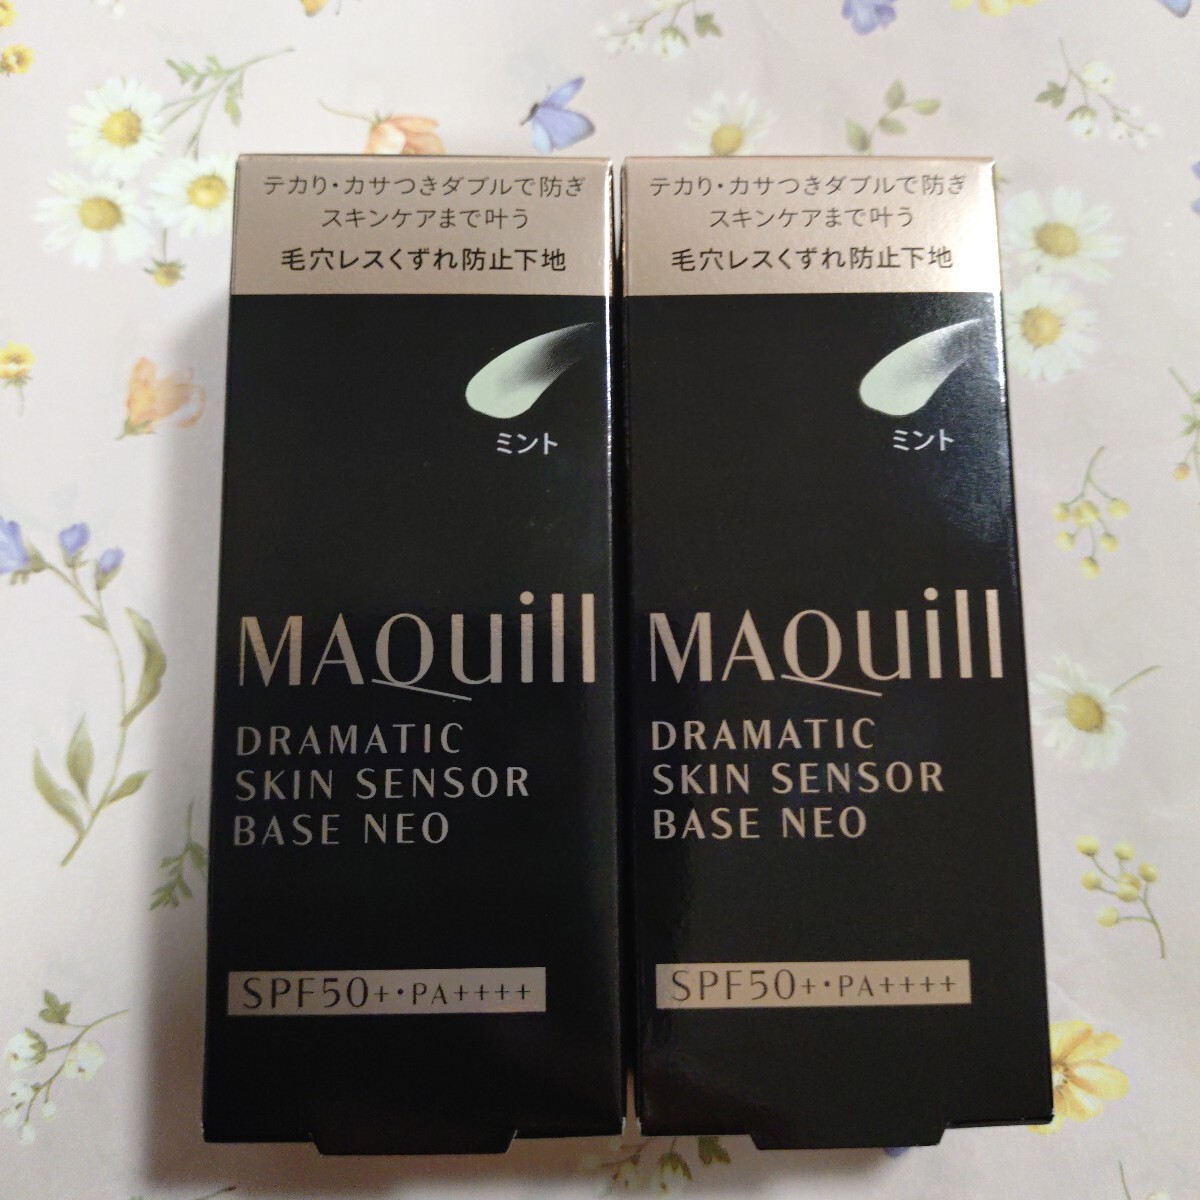 テカり・カサつきダブルで防ぎ
スキンケアまで叶う
毛穴レスくずれ防止下地
ミント
MAQuill
DRAMATIC
SKIN SENSOR
BASE NEO
SPF50+・PA++++
テカり・カサつきダブルで防ぎ
スキンケアまで叶う
毛穴レスくずれ防止下地
ミント
MAQuill
DRAMATIC
SKIN SENSOR
BASE NEO
SPF50+・PA++++